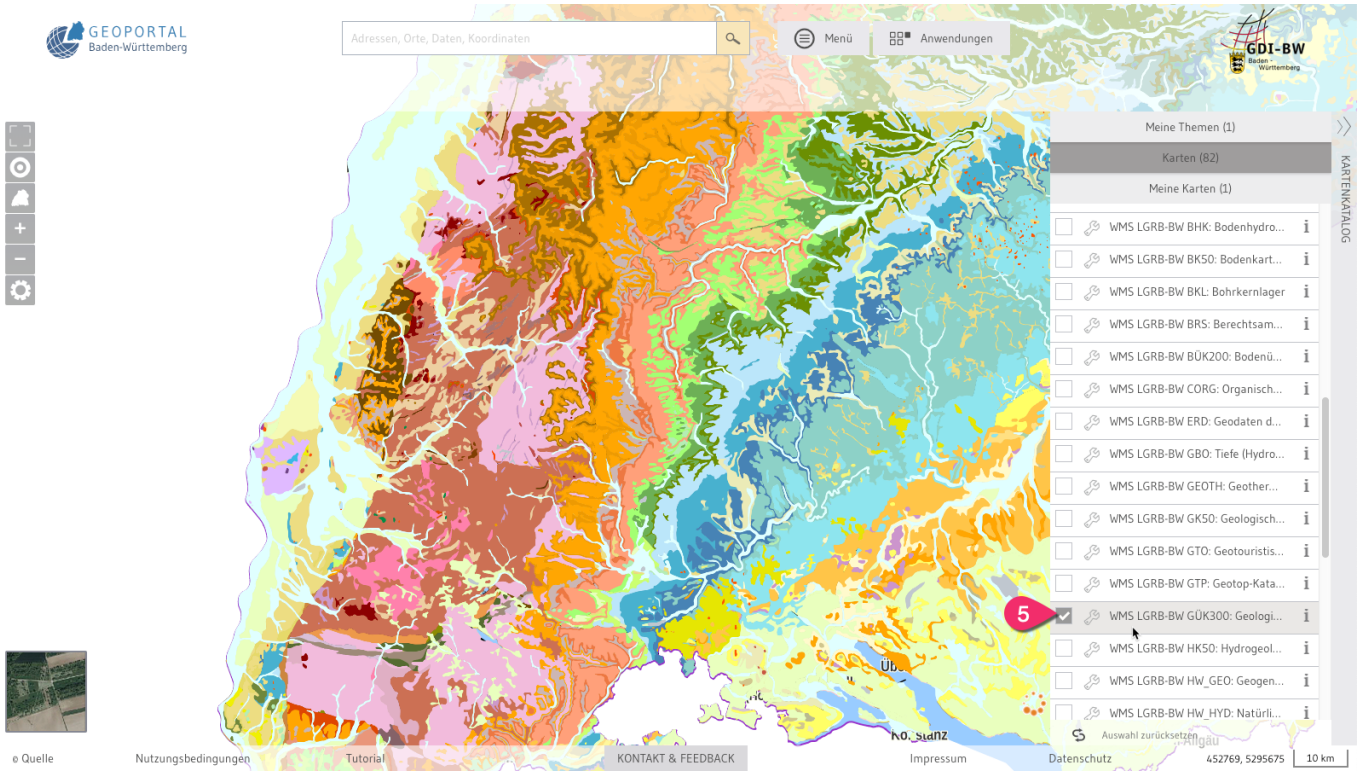 GEOPORTAL
Baden-Württemberg
Adressen, Orte, Daten, Koordinaten
Menü
Anwendungen
GDI-BW
Baden -
Württemberg
Meine Themen (1)
Karten (82)
Meine Karten (1)
KARTENKATALOG
WMS LGRB-BW BHK: Bodenhydro...
WMS LGRB-BW BK50: Bodenkart...
WMS LGRB-BW BKL: Bohrkernlager
WMS LGRB-BW BRS: Berechtsam...
WMS LGRB-BW BÜK200: Bodenü...
WMS LGRB-BW CORG: Organisch...
WMS LGRB-BW ERD: Geodaten d...
WMS LGRB-BW GBO: Tiefe (Hydro...
WMS LGRB-BW GEOTH: Geother...
WMS LGRB-BW GK50: Geologisch...
WMS LGRB-BW GTO: Geotouristis...
WMS LGRB-BW GTP: Geotop-Kata...
5
WMS LGRB-BW GÜK300: Geologi...
WMS LGRB-BW HK50: Hydrogeol...
WMS LGRB-BW HW_GEO: Geogen...
WMS LGRB-BW HW_HYD: Natürli...
Auswahl zurücksetzen
Allgäu
© Quelle
Nutzungsbedingungen
Tutorial
KONTAKT & FEEDBACK
Impressum
Datenschutz
452769, 5295675
10 km